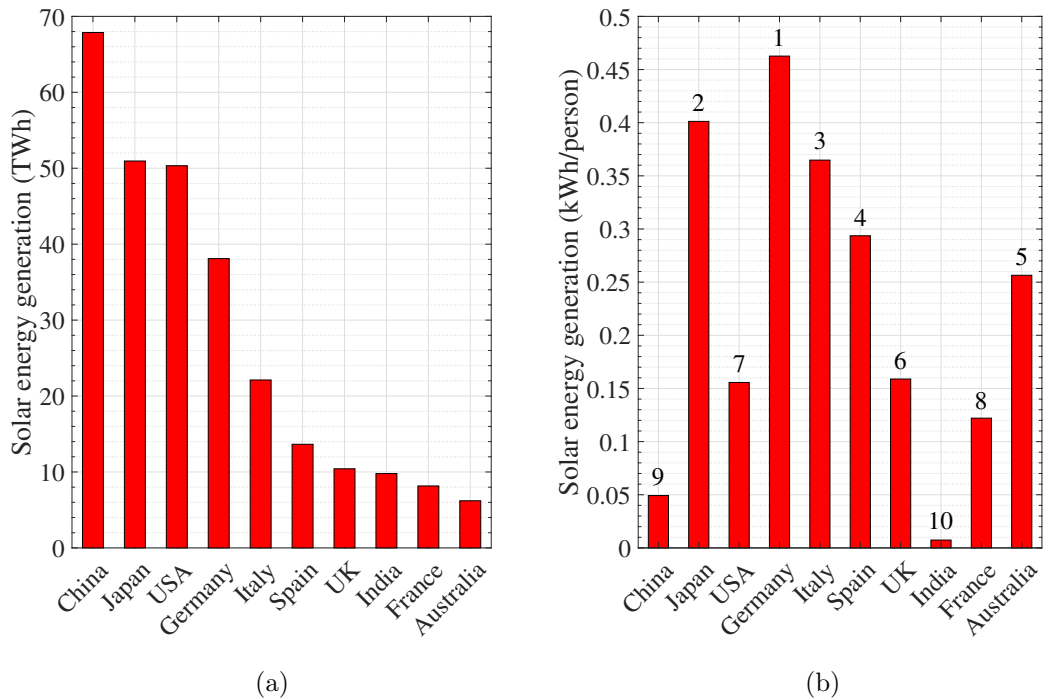 Solar energy generation (TWh)
70
60
50
40
30
20
10
0
China
Japan
USA
Germany
Italy
Spain
UK
India
France
Australia
(a)
Solar energy generation (kWh/person)
0.5
0.45
0.4
0.35
0.3
0.25
0.2
0.15
0.1
0.05
0
9
2
7
1
3
4
6
10
8
5
China
Japan
USA
Germany
Italy
Spain
UK
India
France
Australia
(b)